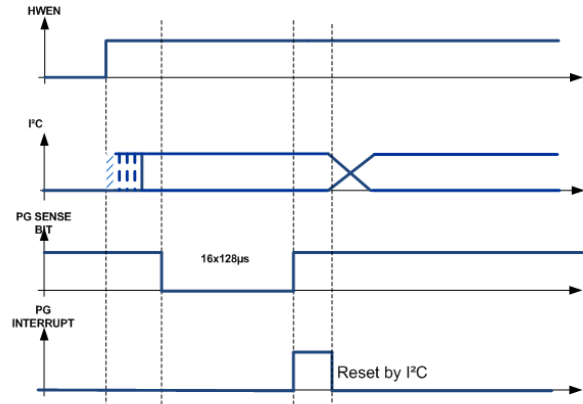 HWEN
I²C
PG SENSE
BIT
16x128µs
PG
INTERRUPT
Reset by I²C